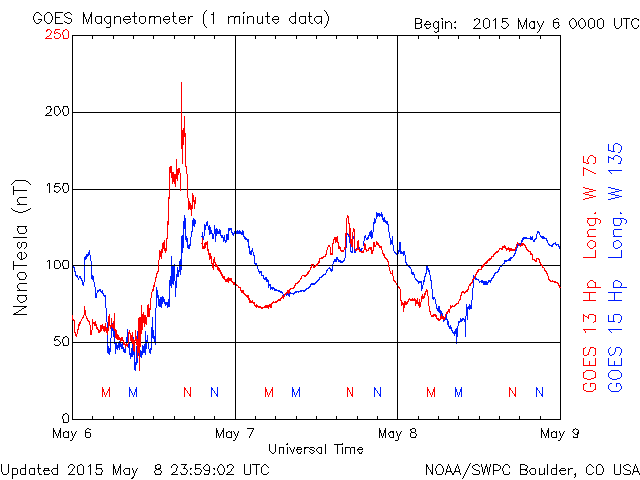 GOES Magnetometer (1 minute data)
Begin: 2015 May 6 0000 UTC
250
200
150
100
50
0
NanoTesla (nT)
M M N N M M N N M M N N
May 6 May 7 May 8 May 9
Universal Time
GOES 13 Hp Long. W 75
GOES 15 Hp Long. W 135
Updated 2015 May 8 23:59:02 UTC
NOAA/SWPC Boulder, CO USA